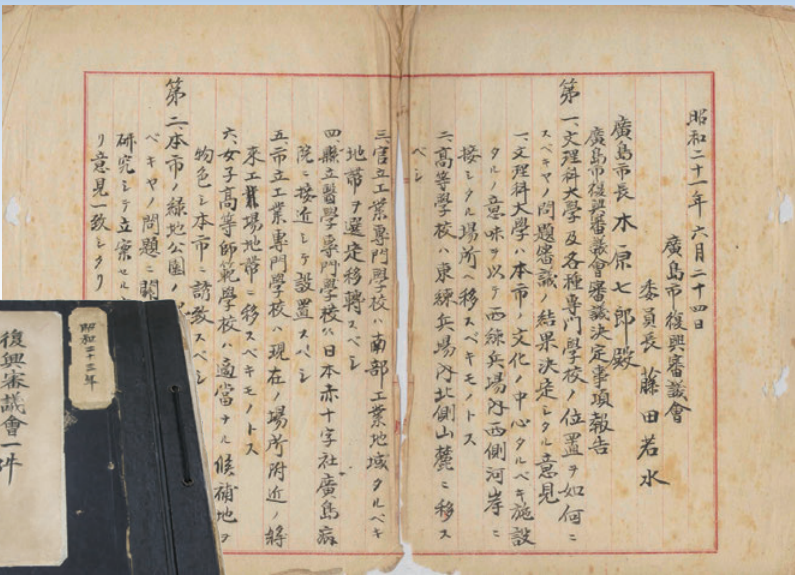 昭和二十一年六月二十四日
廣島市復興審議會
委員長 藤田若水
廣島市長木原七郎殿
廣島市復興審議會審議決定事項報告
第一、文理科大學及各種專門學校ノ位置ヲ如何ニ
スベキヤノ問題審議ノ結果決定シタル意見
一、文理科大學ハ本市ノ文化ノ中心タルベキ施設
タルノ意味ヲ以テ西練兵場内西側河岸ニ
接シタル場所ヘ移スベキモノトス
二、高等學校ハ東練兵場内北側山麓ニ移ス
ベシ
三、官立工業專門學校ハ南部工業地域タルベキ
地帶ヲ選定移轉スベシ
四、縣立醫學專門學校ハ日本赤十字社廣島病
院ニ接近シテ設置スベシ
五、市立工業專門學校ハ現在ノ場所附近ノ將
來工業場地帶ニ移スベキモノトス
六、女子高等師範學校ハ適當ナル候補地ヲ
物色シ本市ニ誘致スベシ
第二、本市ノ緑地公園ノ
ベキヤノ問題ニ關
研究シテ立案セル
リ意見一致シタリ
昭和二十三年
復興審議會一件